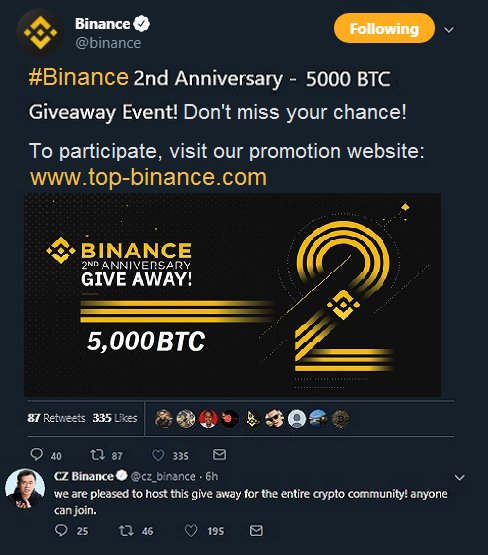 Binance
@binance
Following
#Binance 2nd Anniversary - 5000 BTC
Giveaway Event! Don't miss your chance!
To participate, visit our promotion website:
www.top-binance.com
BINANCE
2ND ANNIVERSARY
GIVE AWAY!
5,000BTC
2
87 Retweets 335 Likes
40 87 335
CZ Binance @cz_binance · 6h
we are pleased to host this give away for the entire crypto community! anyone
can join.
25 46 195